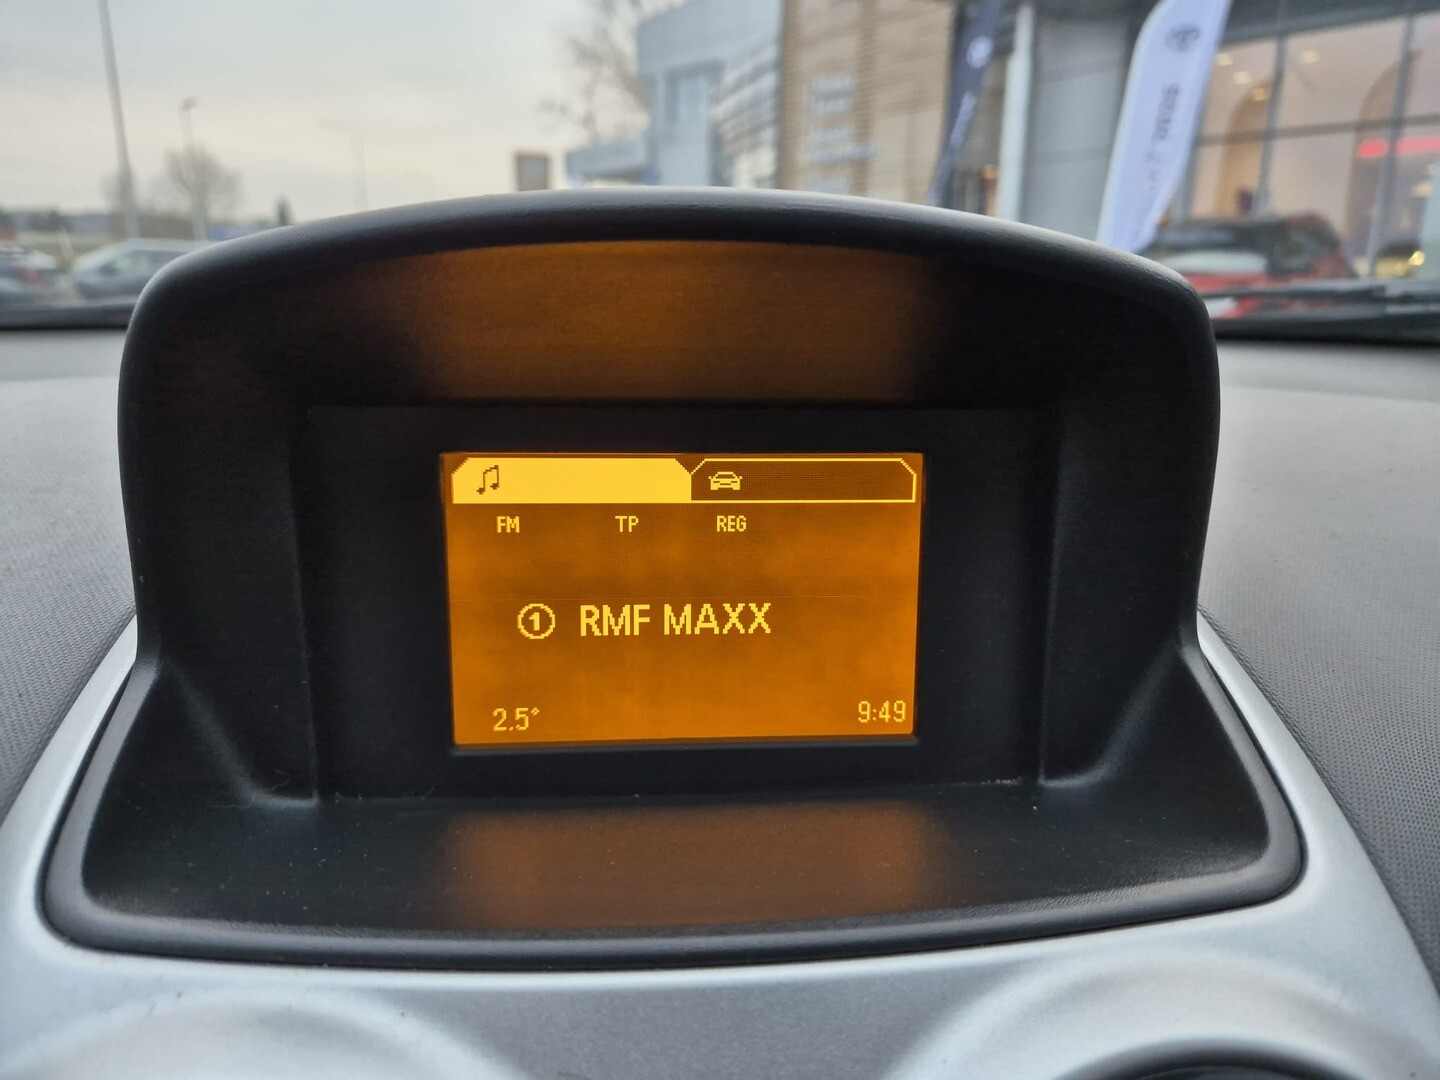 FM TP REG
1 RMF MAXX
2.5° 9:49